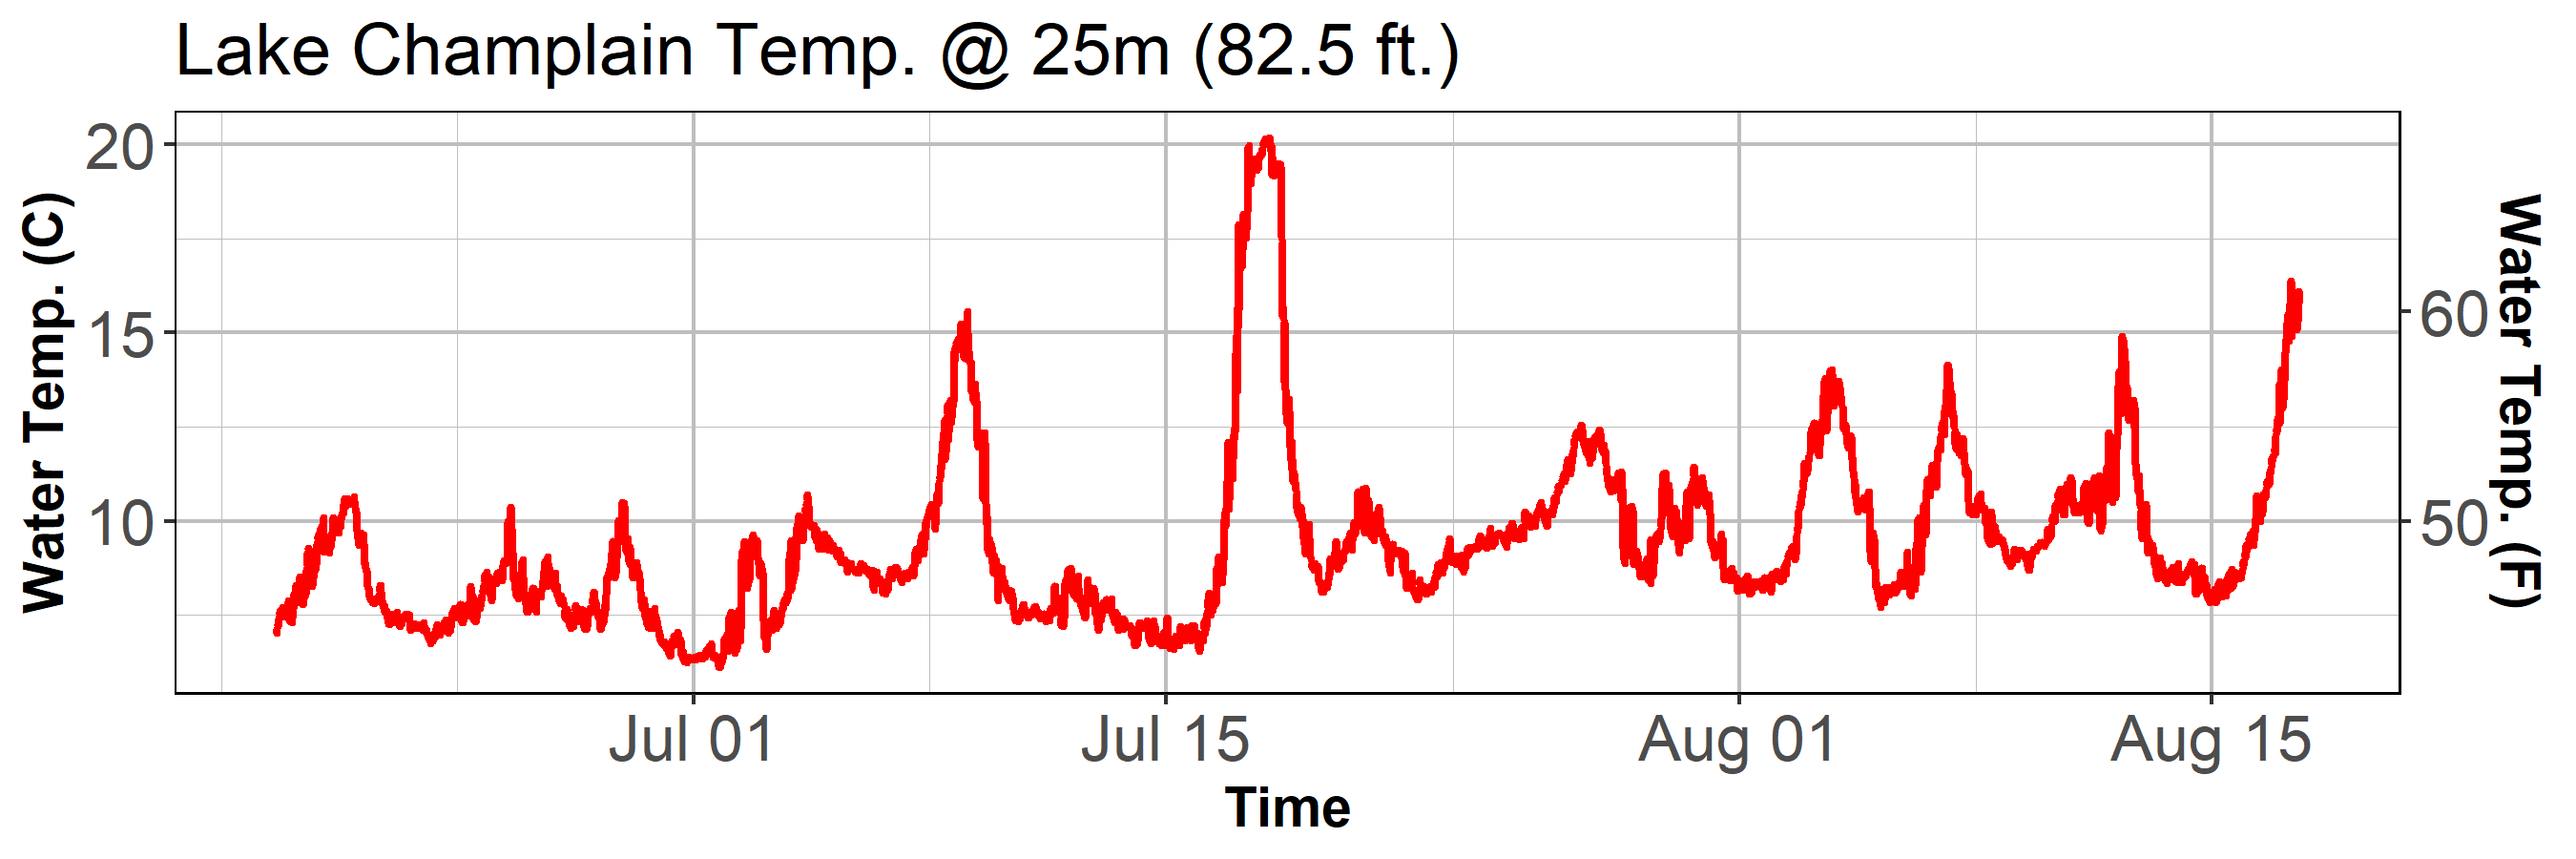 Lake Champlain Temp. @ 25m (82.5 ft.)
Water Temp. (C)
20
15
10
60
50
Water Temp. (F)
Jul 01
Jul 15
Aug 01
Aug 15
Time